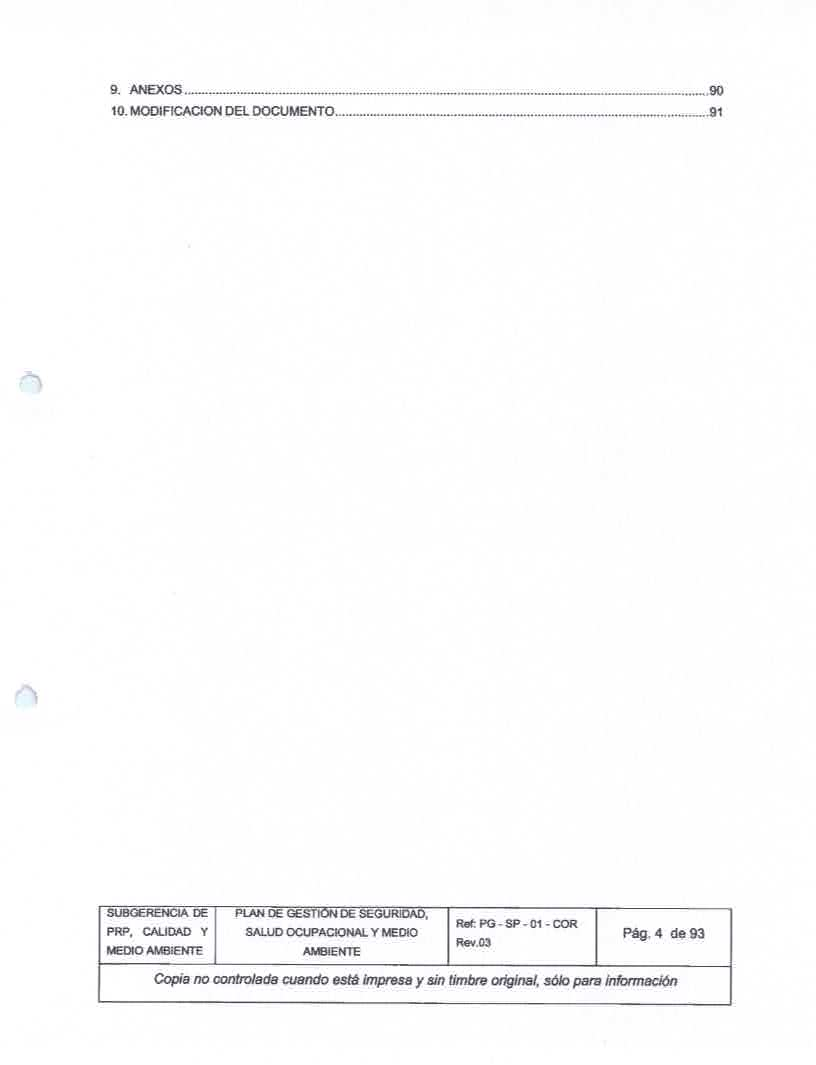 9. ANEXOS........................................................................90
10. MODIFICACION DEL DOCUMENTO........................................................................91
SUBGERENCIA DE
PRP, CALIDAD Y
MEDIO AMBIENTE
PLAN DE GESTIÓN DE SEGURIDAD,
SALUD OCUPACIONAL Y MEDIO
AMBIENTE
Ref: PG - SP - 01 - COR
Rev.03
Pág. 4 de 93
Copia no controlada cuando está impresa y sin timbre original, sólo para información